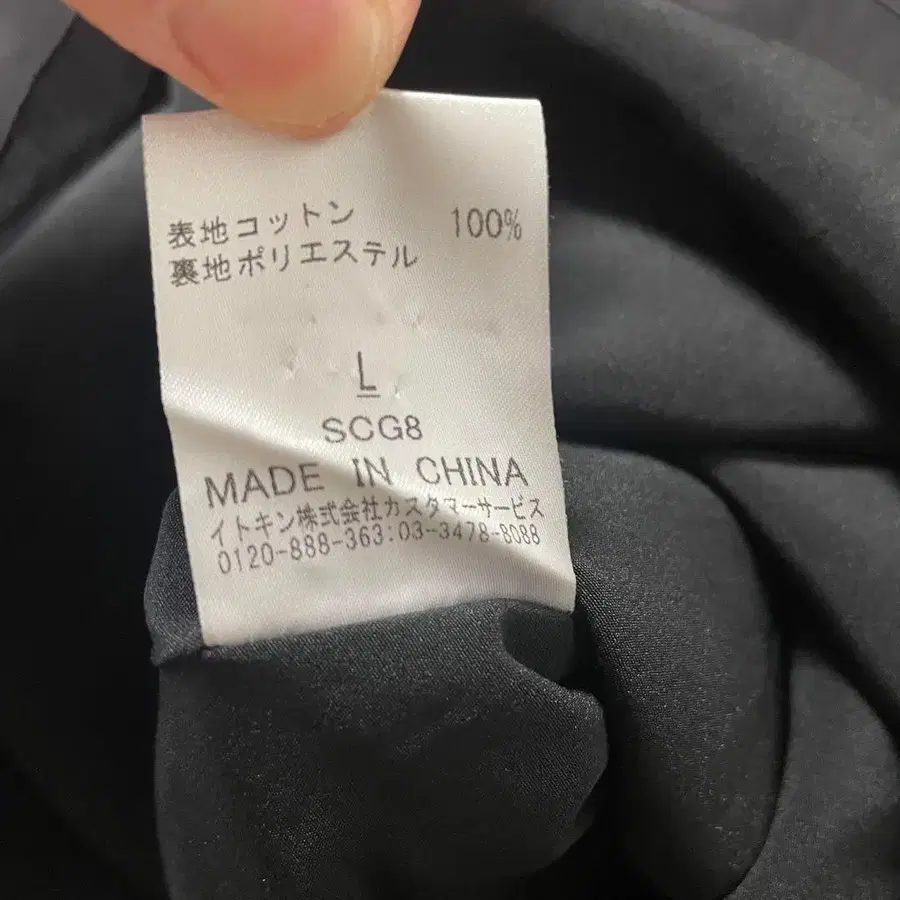 表地コットン 100%
裏地ポリエステル
L
SCG8
MADE IN CHINA
イトキン株式会社カスタマーサービス
0120-888-363:03-3478-8088